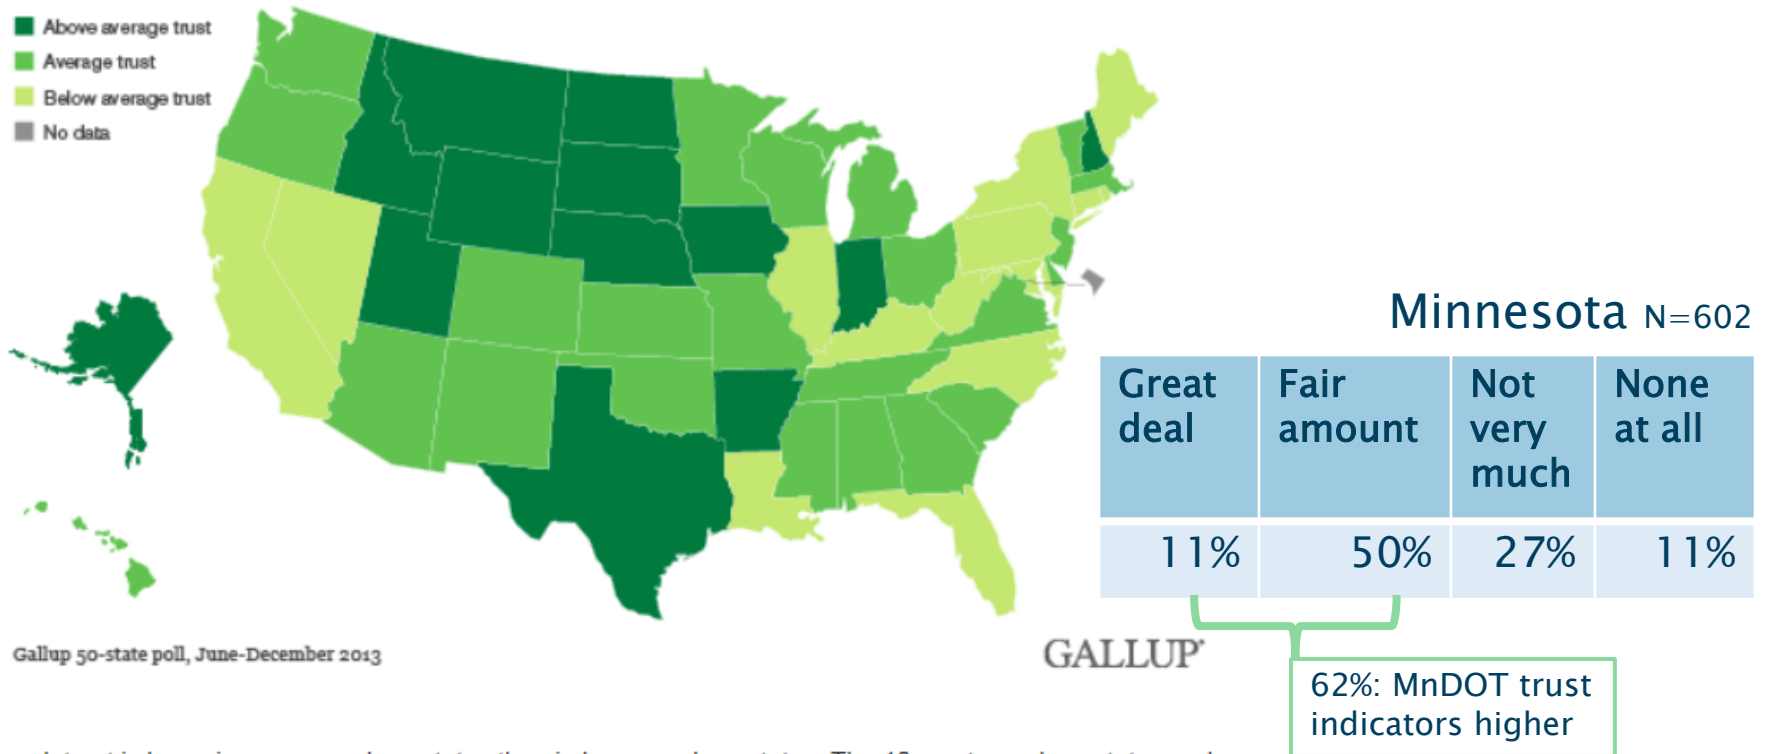 Above average trust
Average trust
Below average trust
No data
Minnesota N=602
Great deal
Fair amount
Not very much
None at all
11%
50%
27%
11%
Gallup 50-state poll, June-December 2013
GALLUP
62%: MnDOT trust
indicators higher